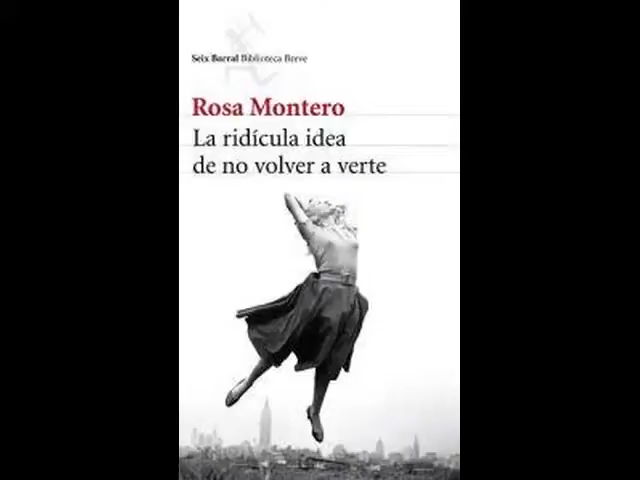 Seix Barral Biblioteca Breve
Rosa Montero
La ridícula idea
de no volver a verte